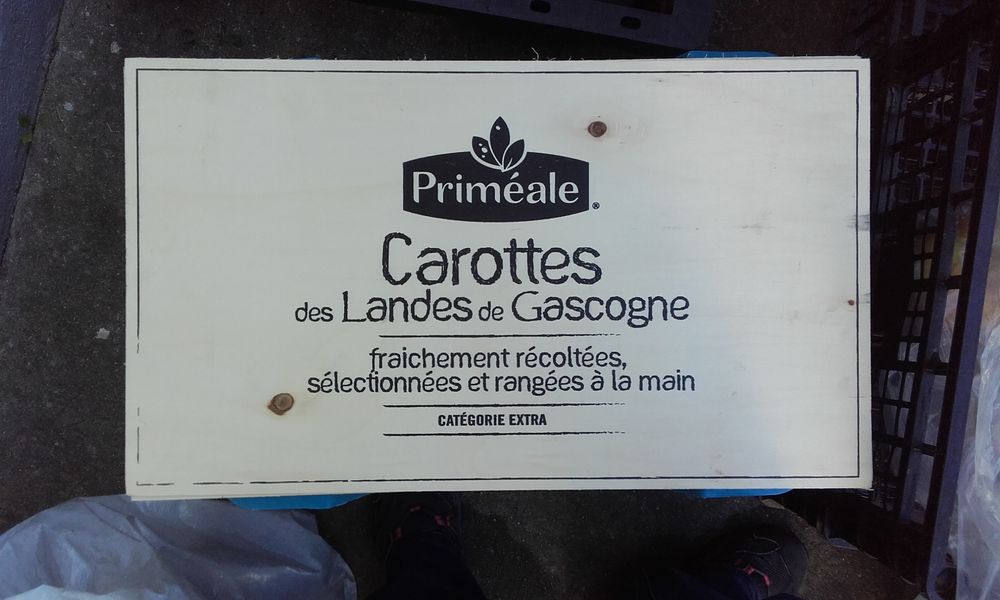 Priméale®
Carottes
des Landes de Gascogne
fraichement récoltées,
sélectionnées et rangées à la main
CATÉGORIE EXTRA